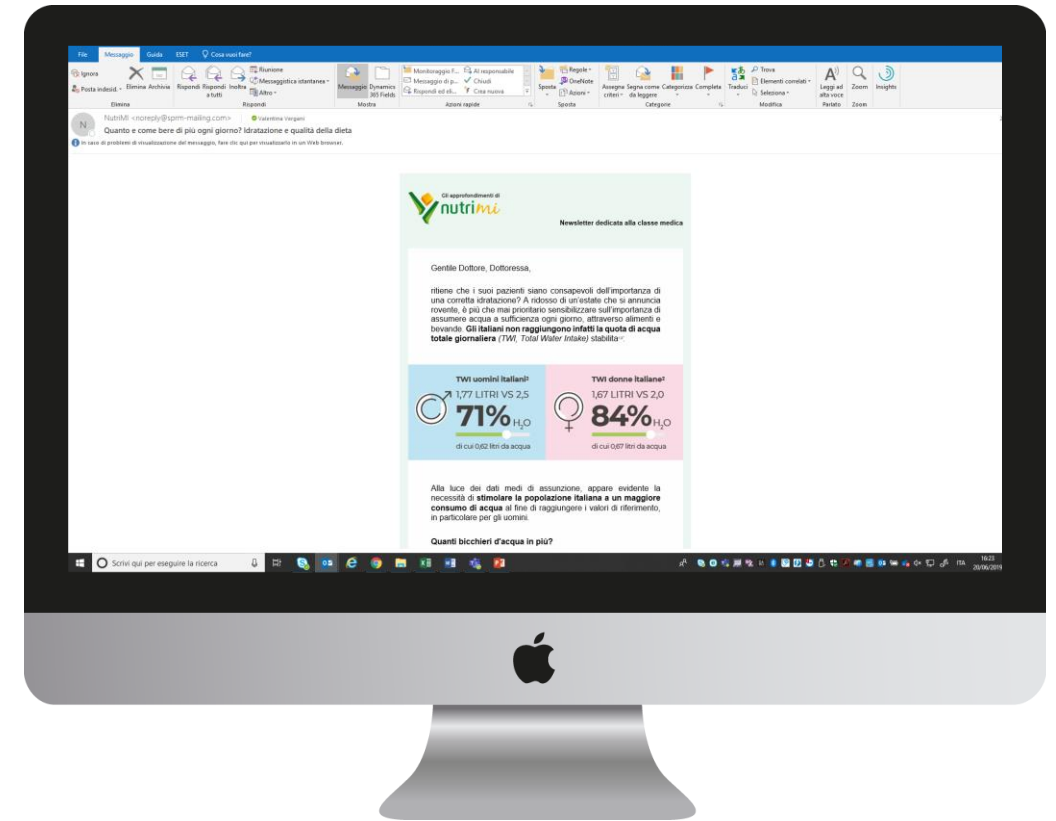 File Messaggio Guida ESET Cosa vuoi fare?
Ignora
Posta indesid. Elimina Archivia Rispondi Rispondi a tutti Inoltra
Riunione
Messaggistica istantanea
Altro
Messaggio Dynamics 365 Fields
Monitoraggio f... Al responsabile
Messaggio di p... Chiudi
Rispondi ed eli... Crea nuova
Sposta
Regole
OneNote
Azioni
Assegna criteri Segna come da leggere Categorizza Completa
Traduci
Trova
Elementi correlati
Seleziona
Leggi ad alta voce Zoom Insights
Elimina Rispondi Mostra Azioni rapide Sposta Categorie Modifica Parlato Zoom
N
NutriMI <noreply@sprm-mailing.com> Valentina Vergani
Quanto e come bere di più ogni giorno? Idratazione e qualità della dieta
In caso di problemi di visualizzazione del messaggio, fare clic qui per visualizzarlo in un Web browser.
Gli approfondimenti di
nutrimi
Newsletter dedicata alla classe medica
Gentile Dottore, Dottoressa,
ritiene che i suoi pazienti siano consapevoli dell'importanza di
una corretta idratazione? A ridosso di un'estate che si annuncia
rovente, è più che mai prioritario sensibilizzare sull'importanza di
assumere acqua a sufficienza ogni giorno, attraverso alimenti e
bevande. Gli italiani non raggiungono infatti la quota di acqua
totale giornaliera (TWI, Total Water Intake) stabilita
TWI uomini italiani
1,77 LITRI VS 2,5
71% H₂O
di cui 0,62 litri da acqua
TWI donne italiane
1,67 LITRI VS 2,0
84% H₂O
di cui 0,67 litri da acqua
Alla luce dei dati medi di assunzione, appare evidente la
necessità di stimolare la popolazione italiana a un maggiore
consumo di acqua al fine di raggiungere i valori di riferimento,
in particolare per gli uomini.
Quanti bicchieri d'acqua in più?
Scrivi qui per eseguire la ricerca
ITA
16:23
20/06/2019